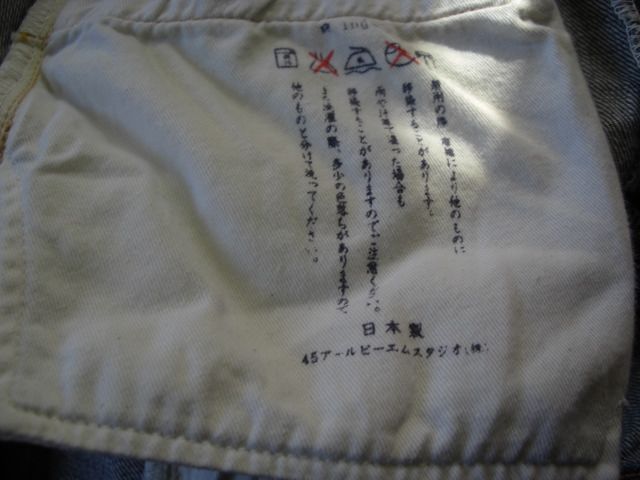 着用の際、摩擦により他のものに
移染することがあります。
雨や汗等で湿った場合も
移染することがありますのでご注意ください。
また洗濯の際、多少の色落ちがありますので
他のものと分けて洗ってください。
日本製
45アールピーエムスタジオ(株)